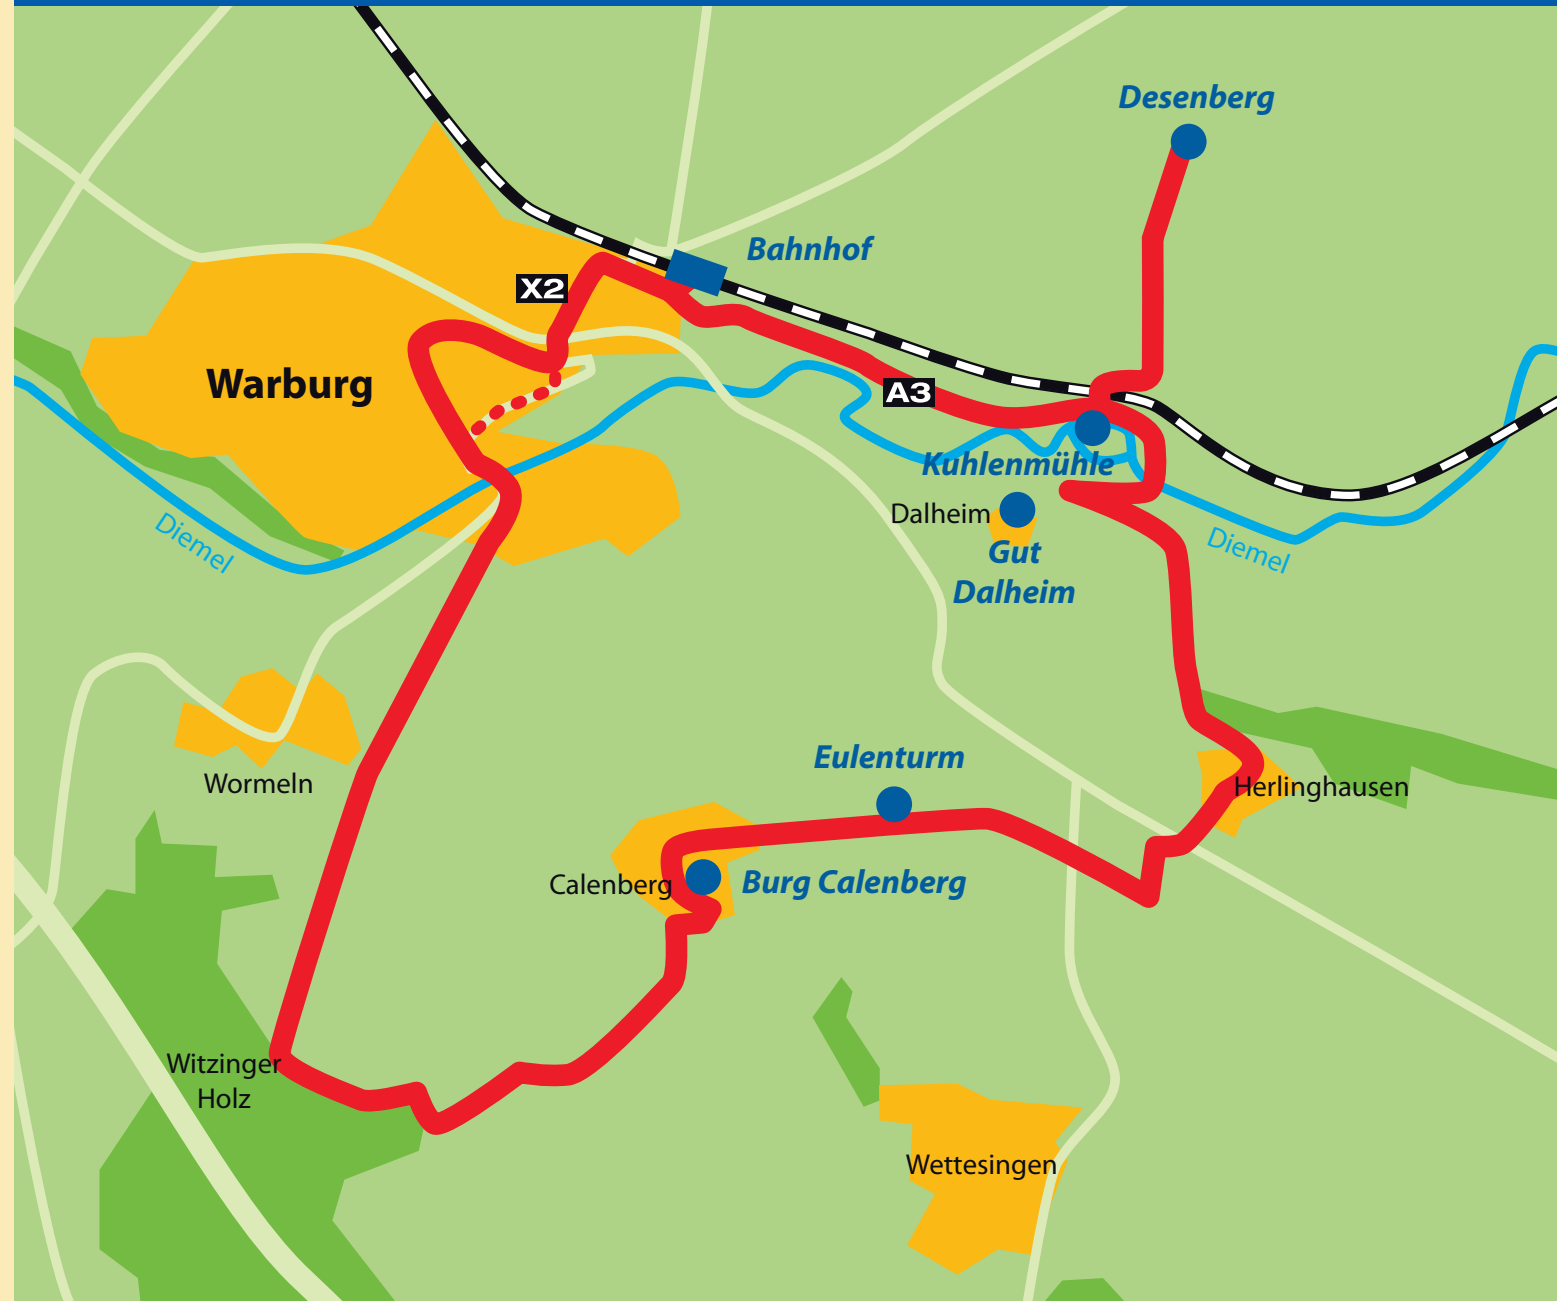 Desenberg
Bahnhof
X2
Warburg
A3
Kuhlenmühle
Dalheim
Gut
Dalheim
Diemel
Diemel
Eulenturm
Wormeln
Herlinghausen
Calenberg
Burg Calenberg
Witzinger
Holz
Wettesingen